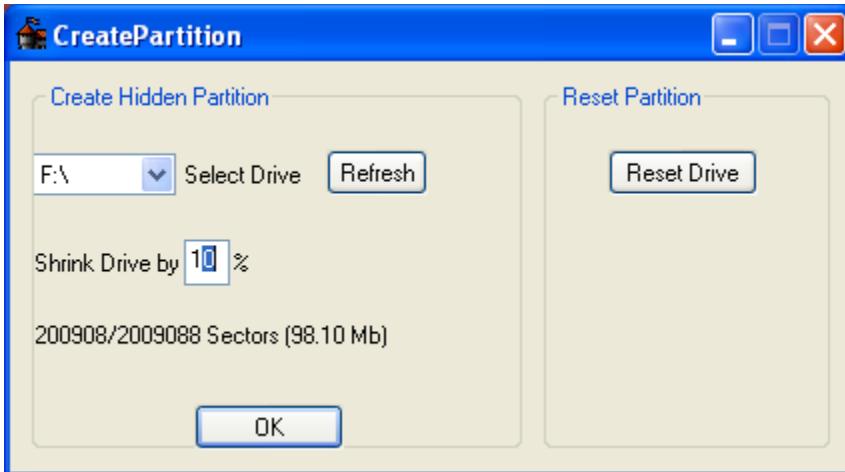 CreatePartition
Create Hidden Partition
F:\ Select Drive Refresh
Shrink Drive by 10 %
200908/2009088 Sectors (98.10 Mb)
OK
Reset Partition
Reset Drive